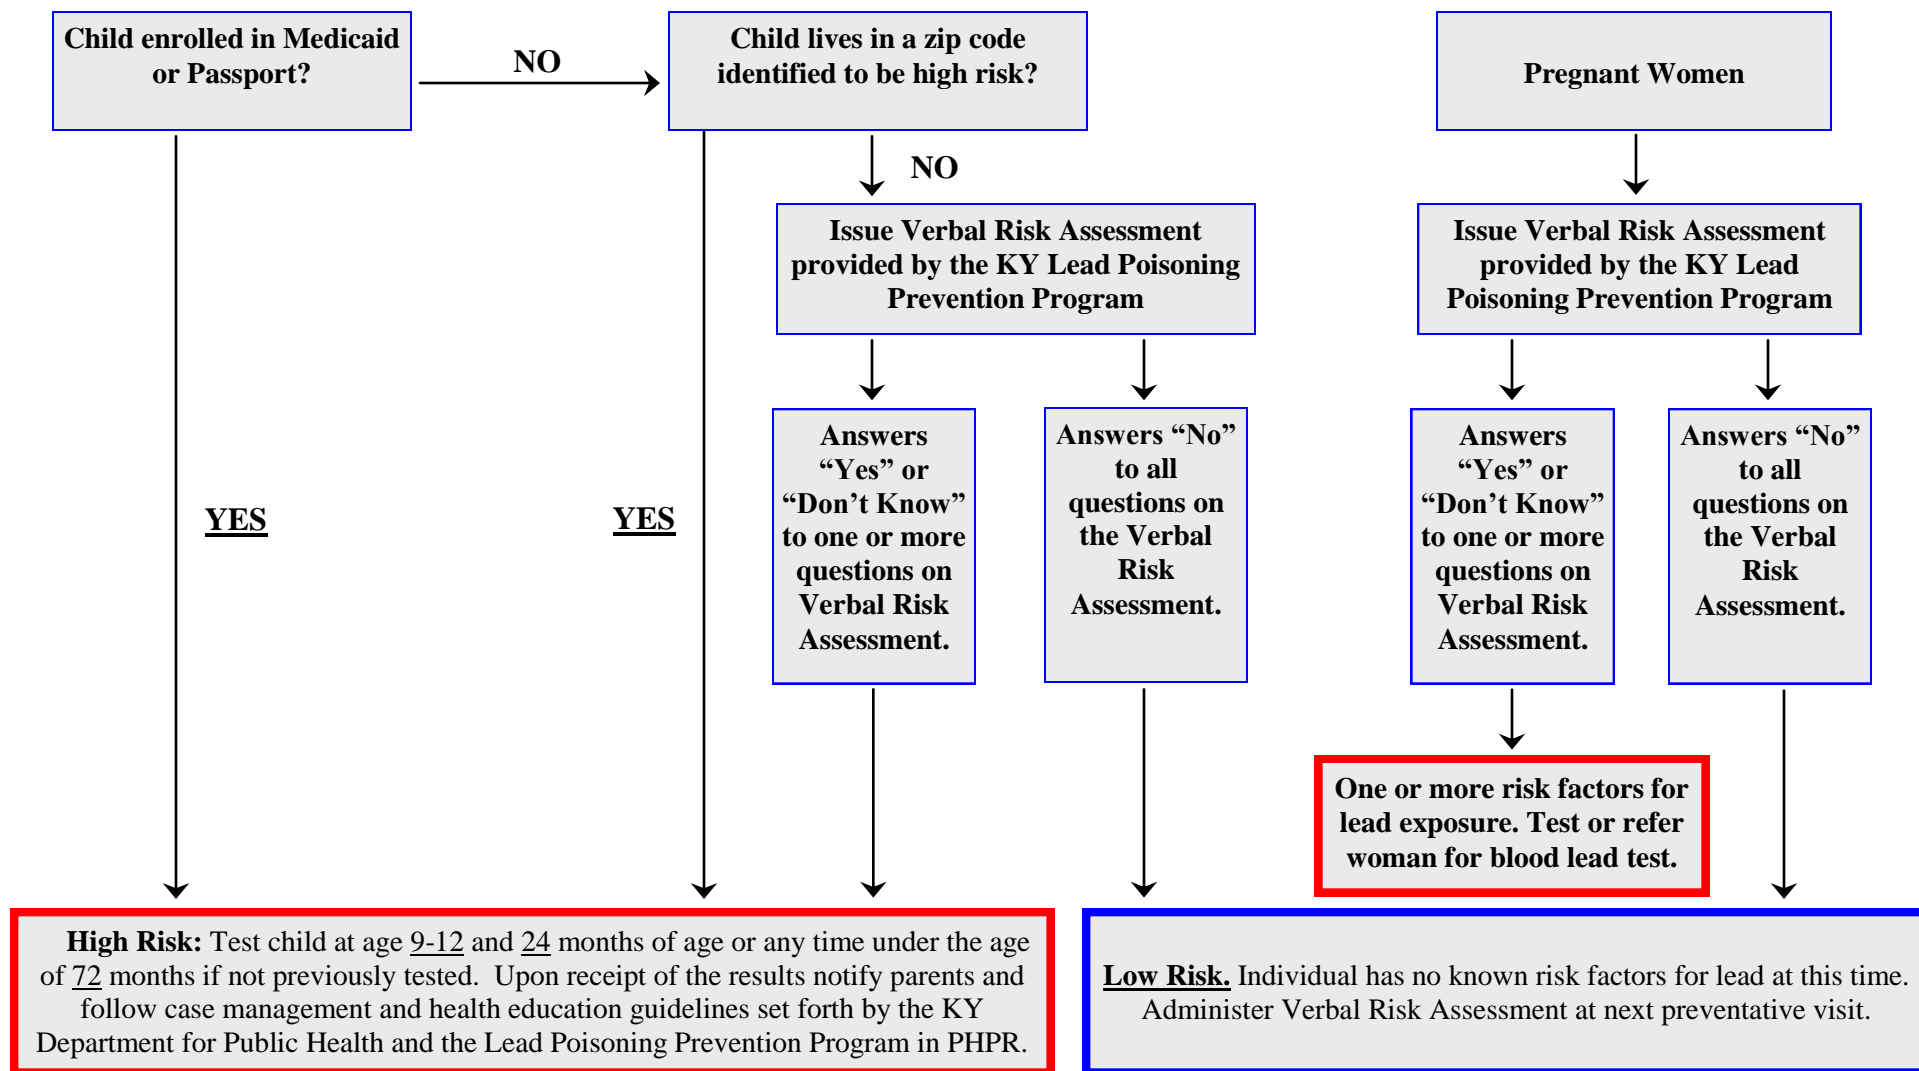 Child enrolled in Medicaid
or Passport?
NO
Child lives in a zip code
identified to be high risk?
Pregnant Women
NO
Issue Verbal Risk Assessment
provided by the KY Lead Poisoning
Prevention Program
Issue Verbal Risk Assessment
provided by the KY Lead
Poisoning Prevention Program
YES
YES
Answers
“Yes” or
“Don’t Know”
to one or more
questions on
Verbal Risk
Assessment.
Answers “No”
to all
questions on
the Verbal
Risk
Assessment.
Answers
“Yes” or
“Don’t Know”
to one or more
questions on
Verbal Risk
Assessment.
Answers “No”
to all
questions on
the Verbal
Risk
Assessment.
One or more risk factors for
lead exposure. Test or refer
woman for blood lead test.
High Risk: Test child at age 9-12 and 24 months of age or any time under the age
of 72 months if not previously tested.  Upon receipt of the results notify parents and
follow case management and health education guidelines set forth by the KY
Department for Public Health and the Lead Poisoning Prevention Program in PHPR.
Low Risk. Individual has no known risk factors for lead at this time.
Administer Verbal Risk Assessment at next preventative visit.